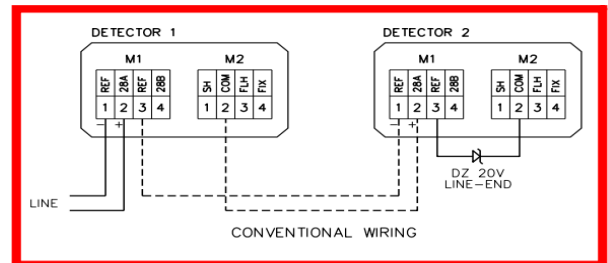 DETECTOR 1
DETECTOR 2
M1 M2
M1 M2
REF 28A REF 28B
SH COM FLH FIX
REF 28A REF 28B
SH COM FLH FIX
1 2 3 4
1 2 3 4
1 2 3 4
1 2 3 4
− +
− +
DZ 20V
LINE−END
LINE
CONVENTIONAL WIRING